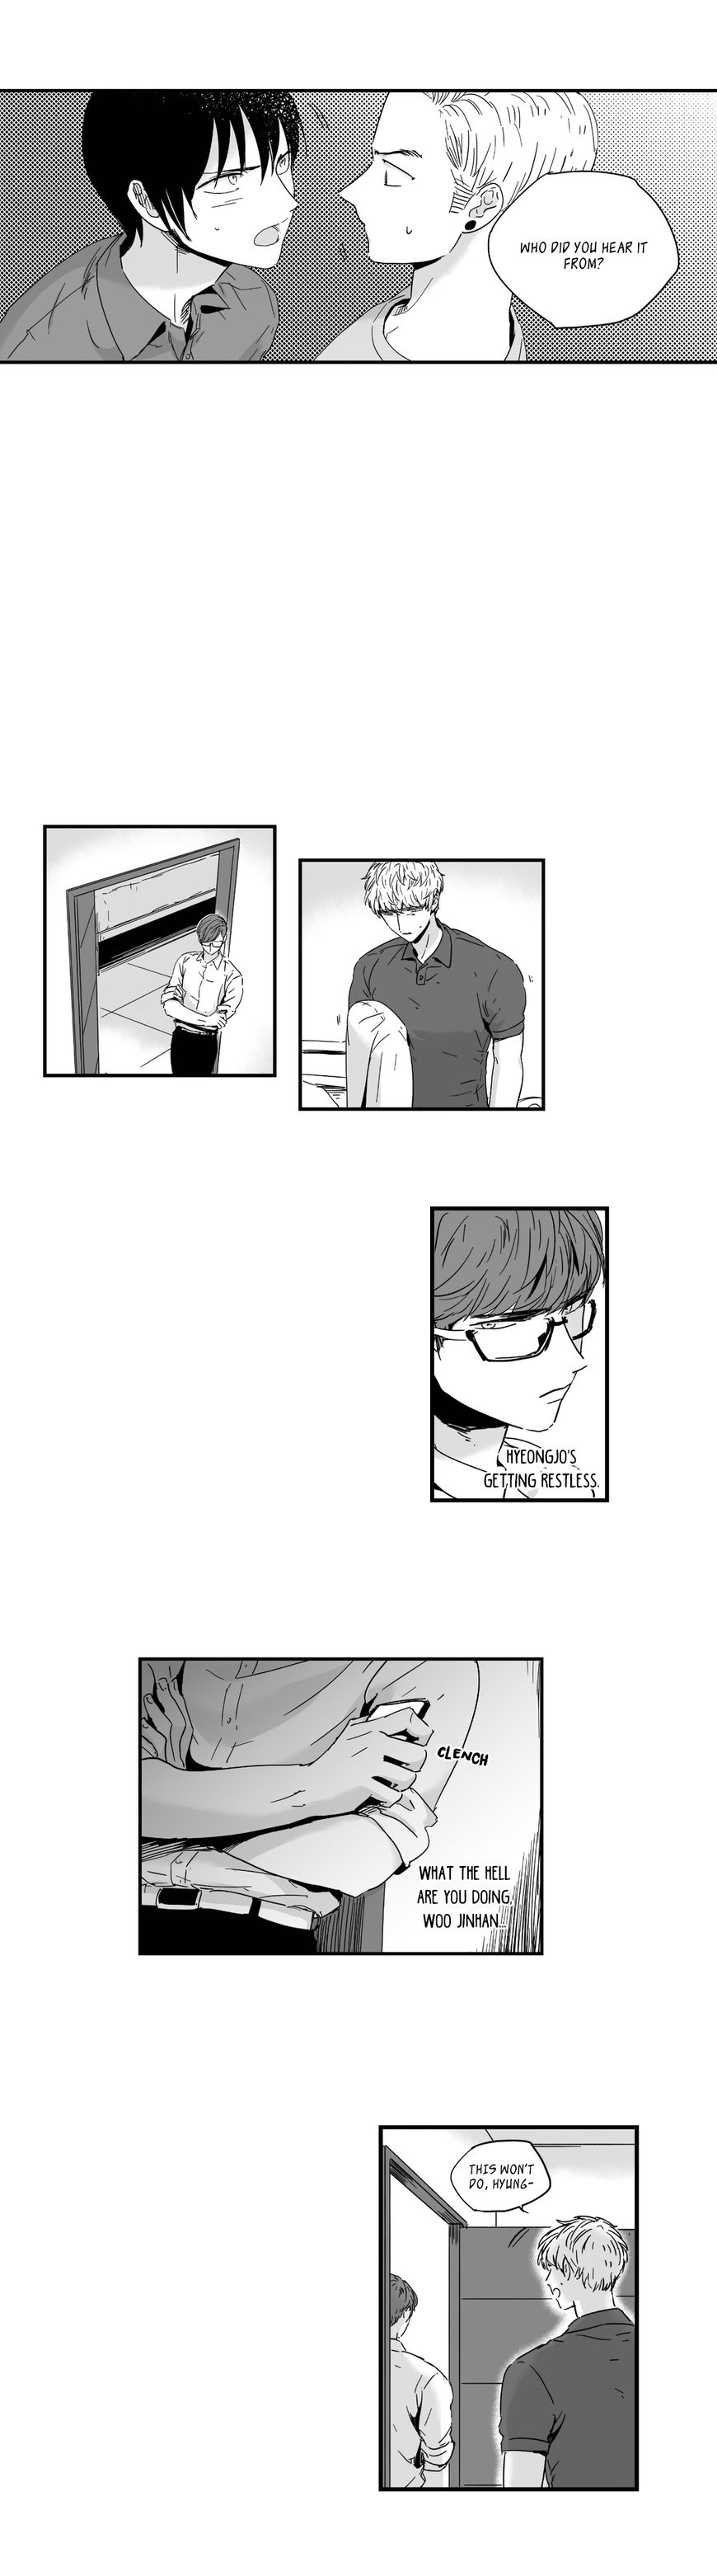 WHO DID YOU HEAR IT
FROM?
HYEONGJO'S
GETTING RESTLESS.
CLENCH
WHAT THE HELL
ARE YOU DOING,
WOO JINHAN...
THIS WON'T
DO, HYUNG-